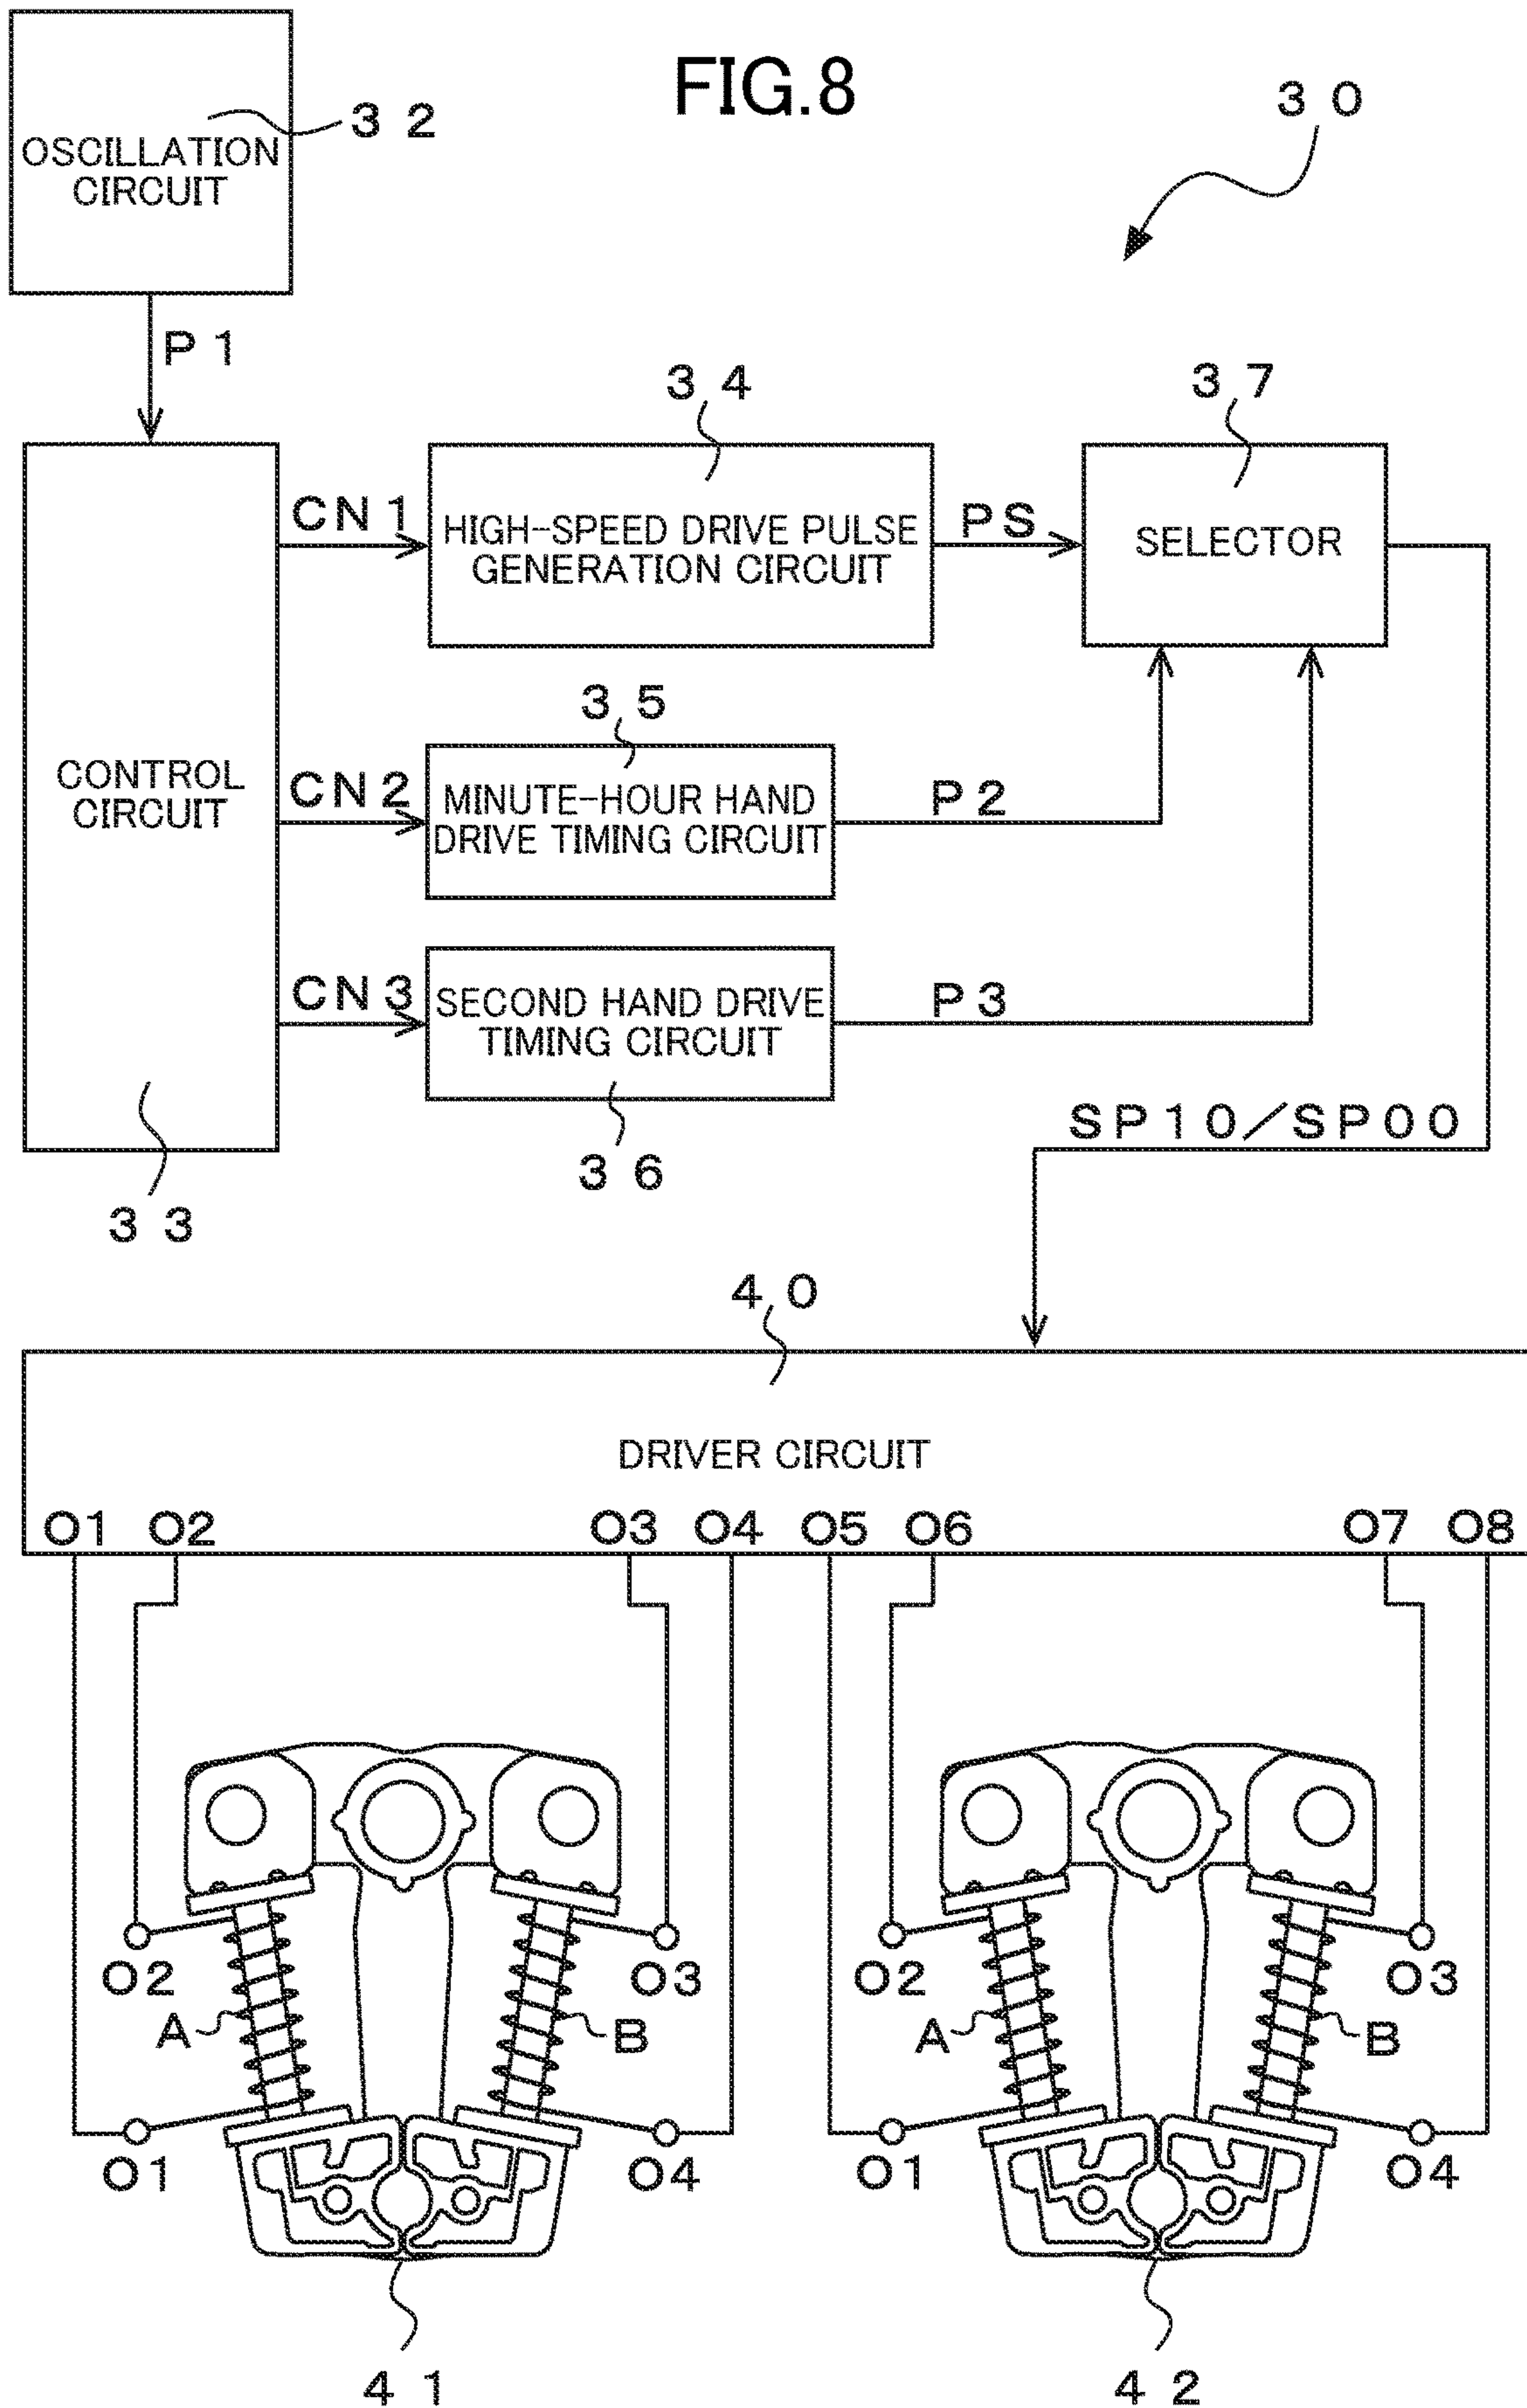 FIG.8
30
32
OSCILLATION
CIRCUIT
P1
34
37
CN1
HIGH-SPEED DRIVE PULSE
GENERATION CIRCUIT
PS
SELECTOR
35
CONTROL
CIRCUIT
CN2
MINUTE-HOUR HAND
DRIVE TIMING CIRCUIT
P2
CN3
SECOND HAND DRIVE
TIMING CIRCUIT
P3
SP10/SP00
36
33
40
DRIVER CIRCUIT
O1 O2 O3 O4 O5 O6 O7 O8
O2 O3 O2 O3
A B A B
O1 O4 O1 O4
41 42